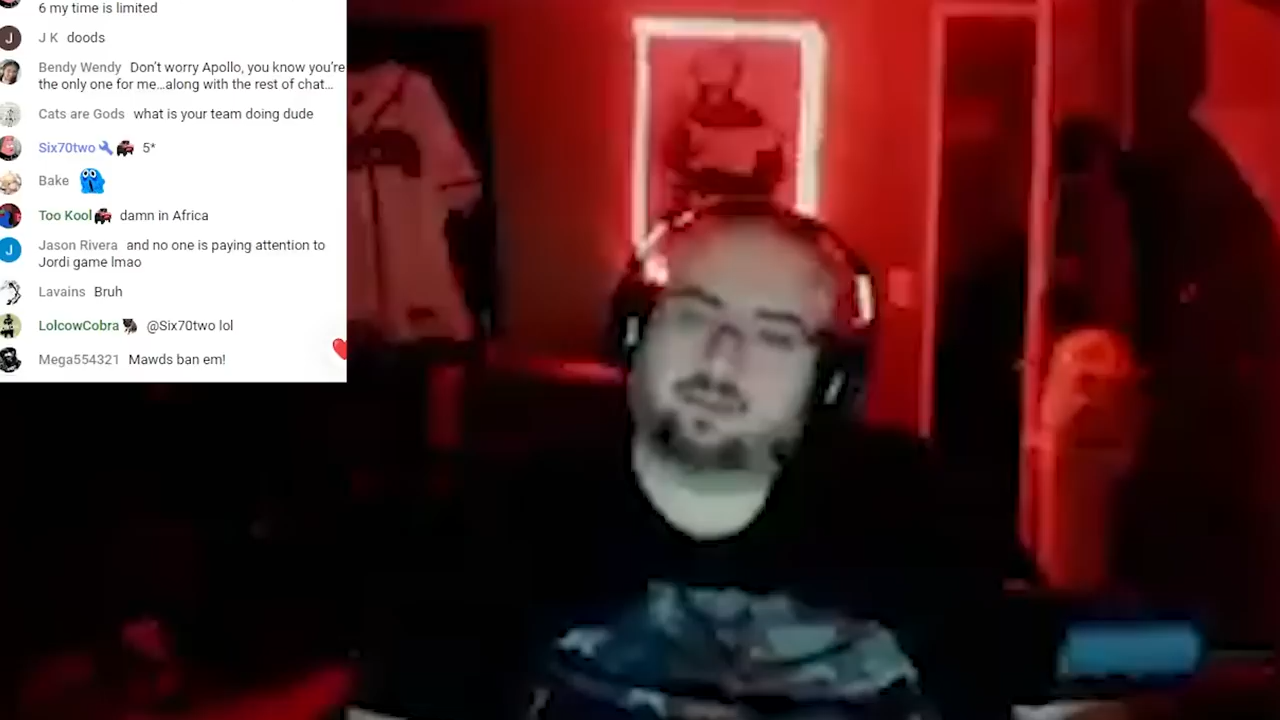 6 my time is limited
J K doods
Bendy Wendy Don't worry Apollo, you know you're
the only one for me…along with the rest of chat…
Cats are Gods what is your team doing dude
Six70two 5*
Bake
Too Kool damn in Africa
Jason Rivera and no one is paying attention to
Jordi game lmao
Lavains Bruh
LolcowCobra @Six70two lol
Mega554321 Mawds ban em!